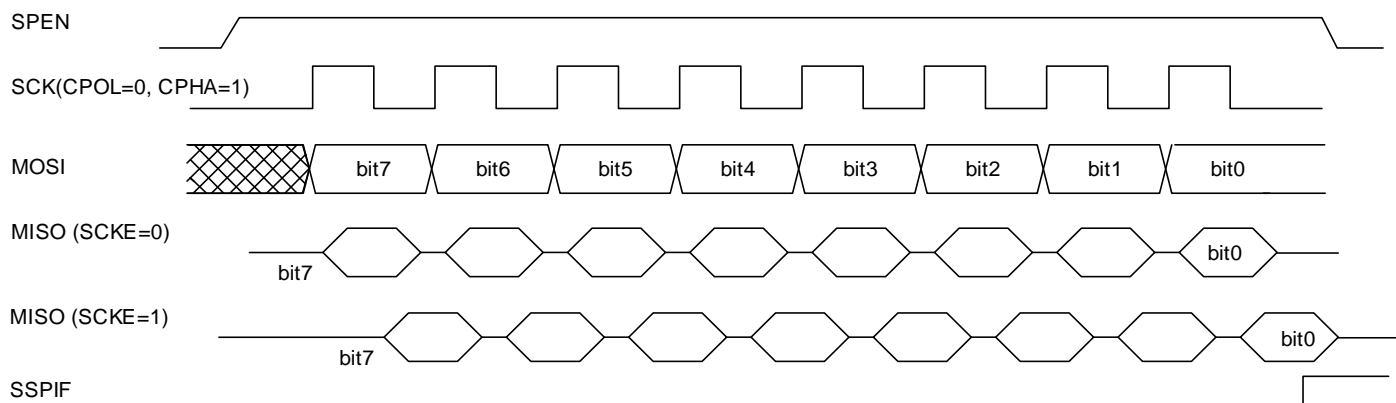 SPEN
SCK(CPOL=0, CPHA=1)
MOSI bit7 bit6 bit5 bit4 bit3 bit2 bit1 bit0
MISO (SCKE=0)
bit7 bit0
MISO (SCKE=1)
bit7 bit0
SSPIF